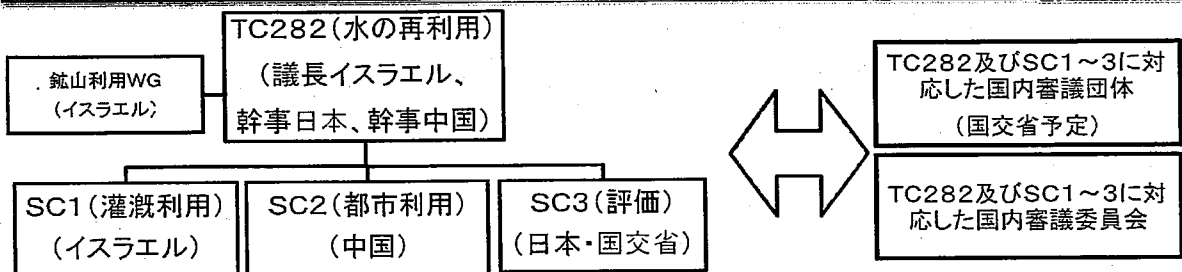 TC282(水の再利用)
(議長イスラエル、
幹事日本、幹事中国)
鉱山利用WG
(イスラエル)
SC1(灌漑利用)
(イスラエル)
SC2(都市利用)
(中国)
SC3(評価)
(日本・国交省)
TC282及びSC1~3に対
応した国内審議団体
(国交省予定)
TC282及びSC1~3に対
応した国内審議委員会